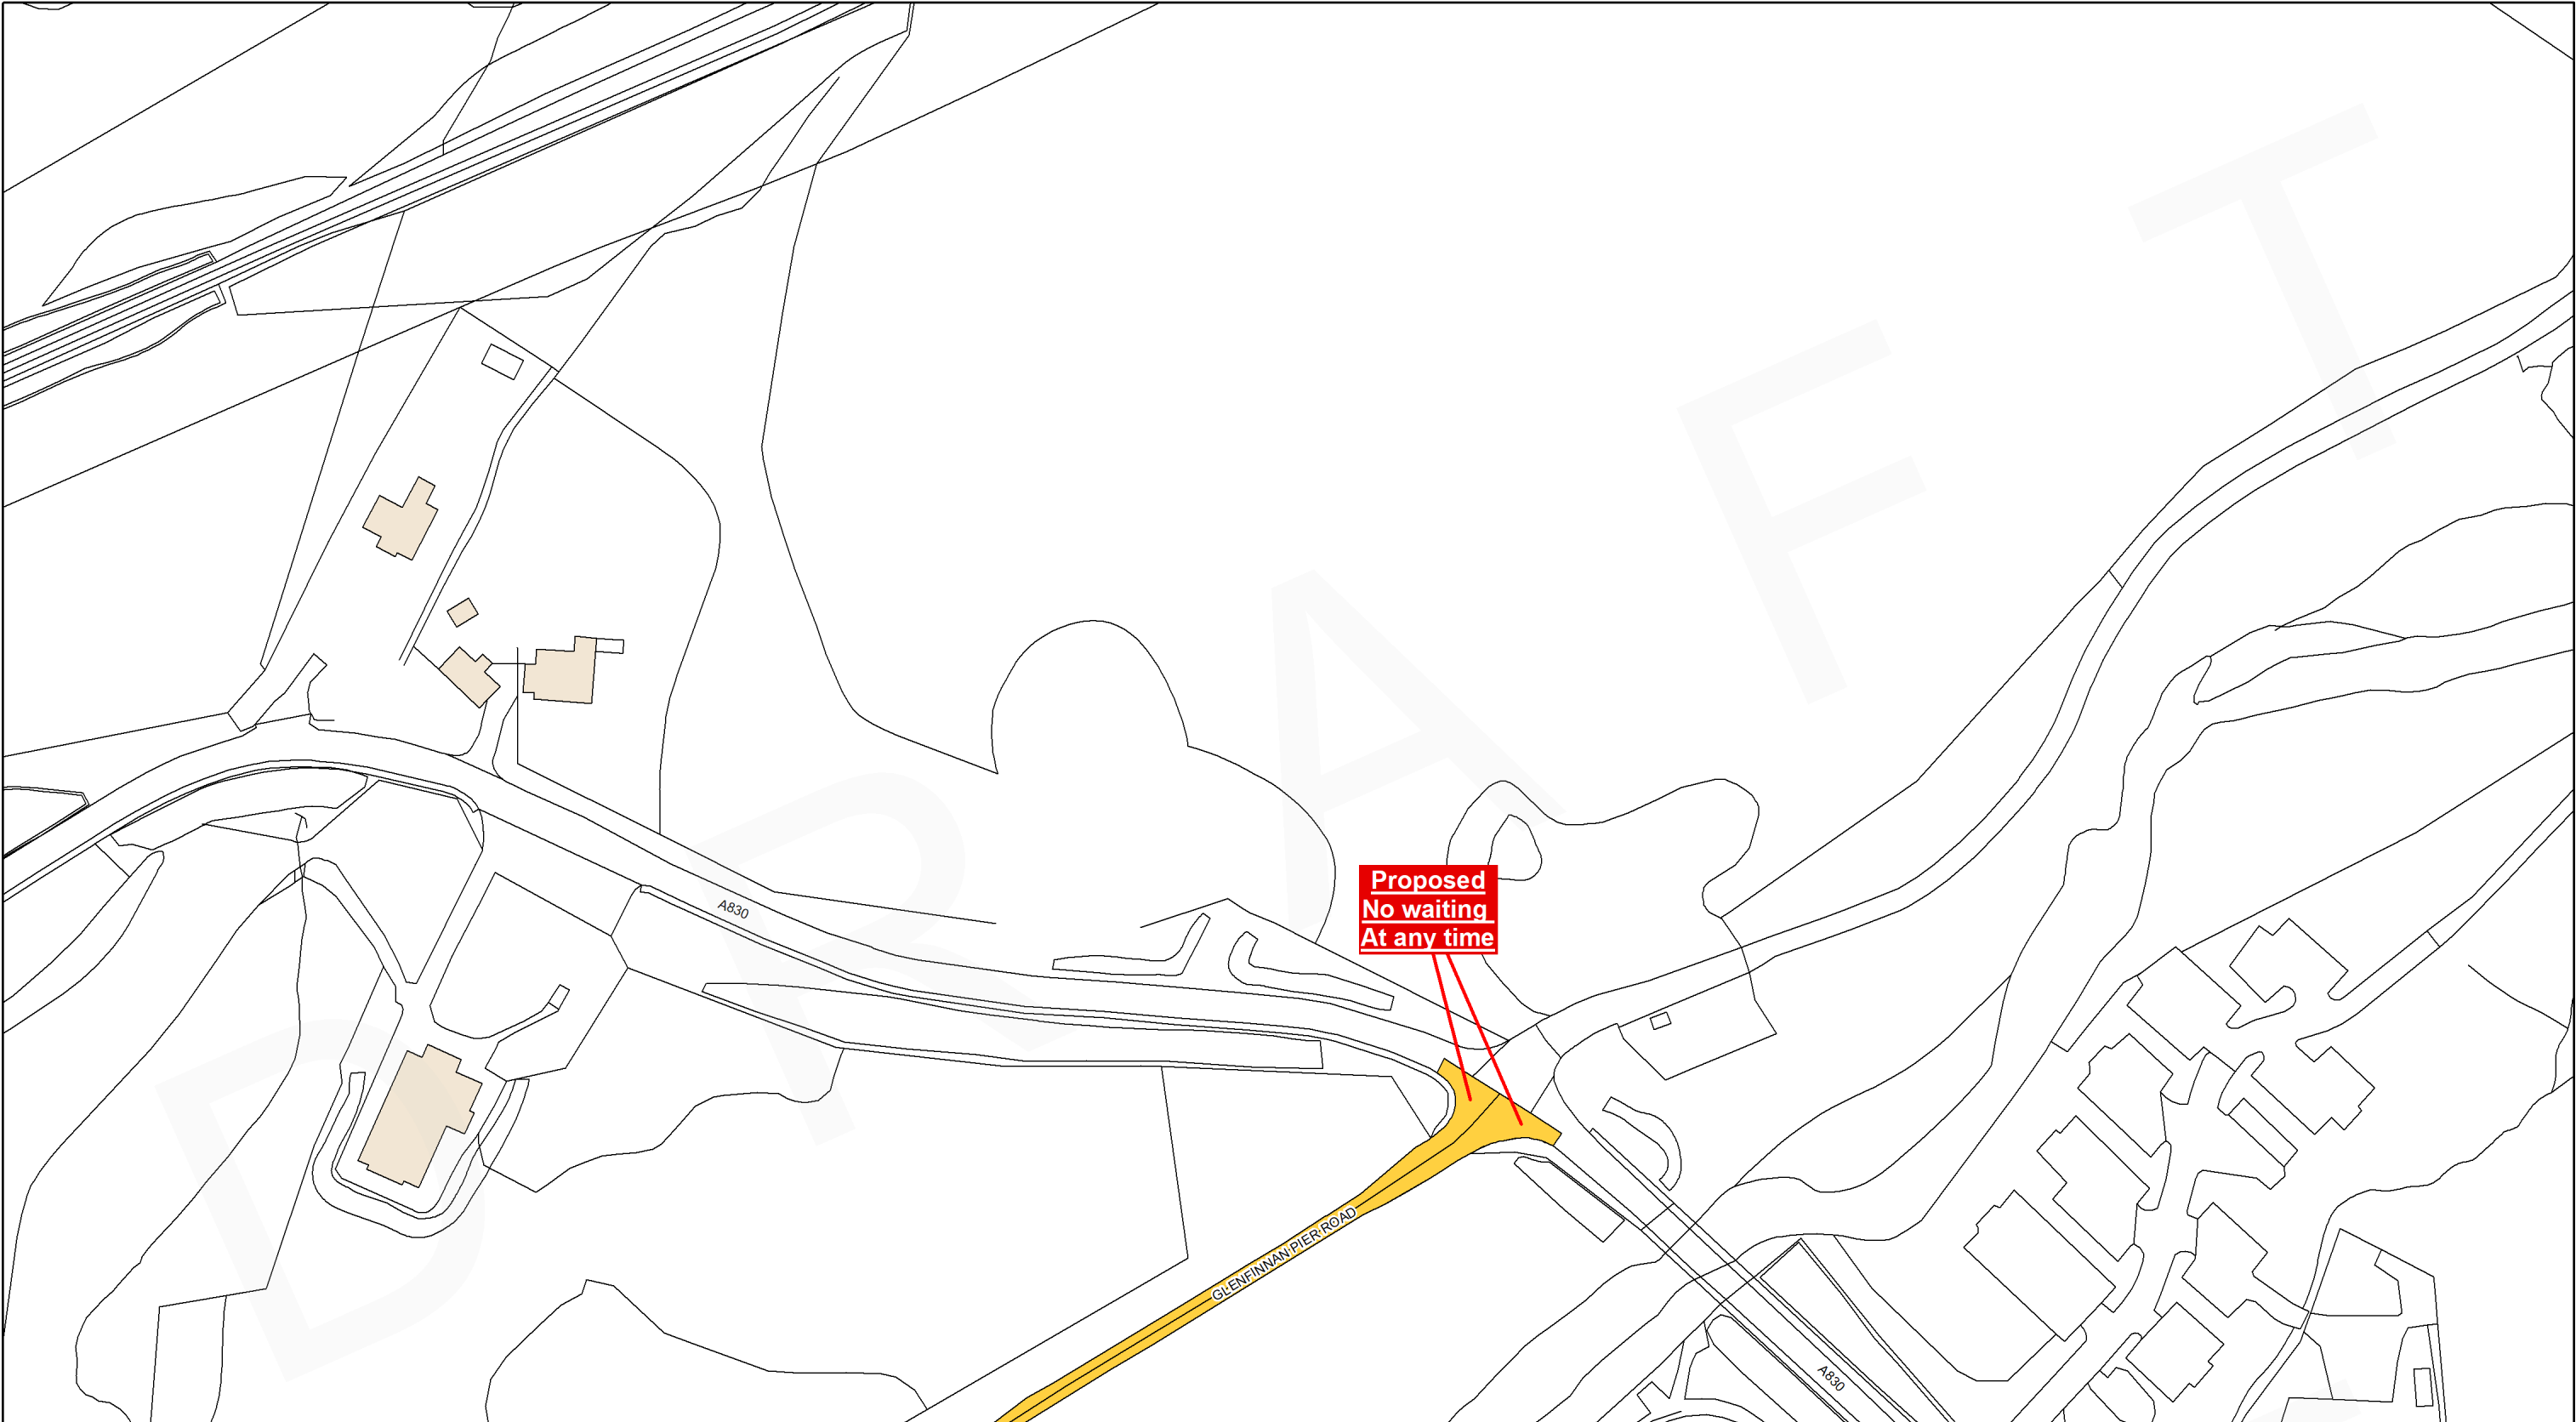 DRAFT
A830
Proposed
No waiting
At any time
GLENFINNAN PIER ROAD
A830